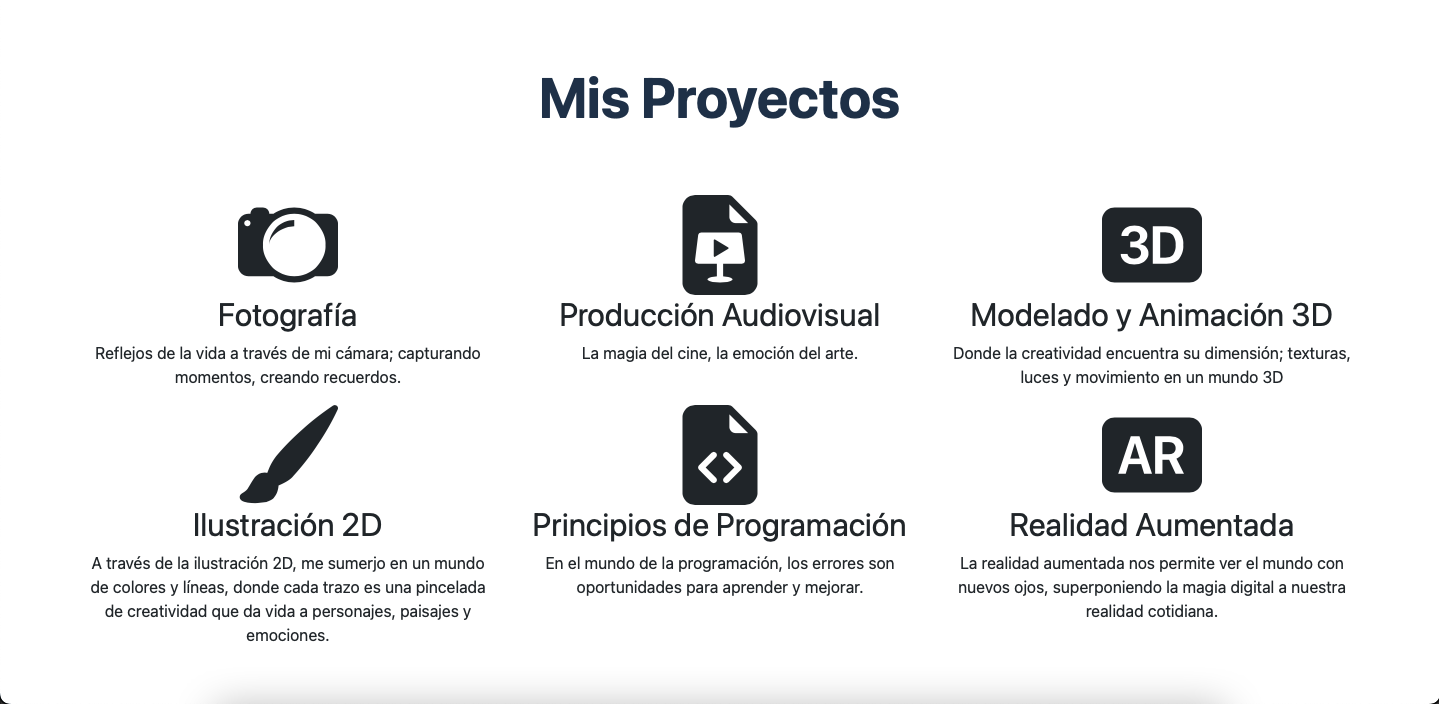 Mis Proyectos
3D
Fotografía
Producción Audiovisual
Modelado y Animación 3D
Reflejos de la vida a través de mi cámara; capturando
momentos, creando recuerdos.
La magia del cine, la emoción del arte.
Donde la creatividad encuentra su dimensión; texturas,
luces y movimiento en un mundo 3D
AR
Ilustración 2D
Principios de Programación
Realidad Aumentada
A través de la ilustración 2D, me sumerjo en un mundo
de colores y líneas, donde cada trazo es una pincelada
de creatividad que da vida a personajes, paisajes y
emociones.
En el mundo de la programación, los errores son
oportunidades para aprender y mejorar.
La realidad aumentada nos permite ver el mundo con
nuevos ojos, superponiendo la magia digital a nuestra
realidad cotidiana.